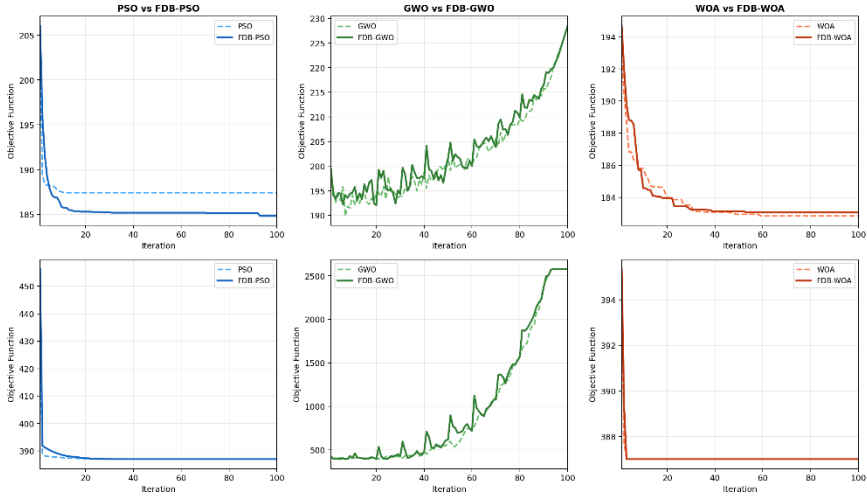 PSO vs FDB-PSO
205
200
195
190
185
20
40
60
80
100
Objective Function
Iteration
PSO
FDB-PSO
GWO vs FDB-GWO
230
225
220
215
210
205
200
195
190
0
20
40
60
80
100
Objective Function
Iteration
GWO
FDB-GWO
WOA vs FDB-WOA
194
192
190
188
186
184
20
40
60
80
100
Objective Function
Iteration
WOA
FDB-WOA
450
440
430
420
410
400
390
20
40
60
80
100
Objective Function
Iteration
PSO
FDB-PSO
2500
2000
1500
1000
500
0
20
40
60
80
100
Objective Function
Iteration
GWO
FDB-GWO
394
392
390
388
20
40
60
80
100
Objective Function
Iteration
WOA
FDB-WOA